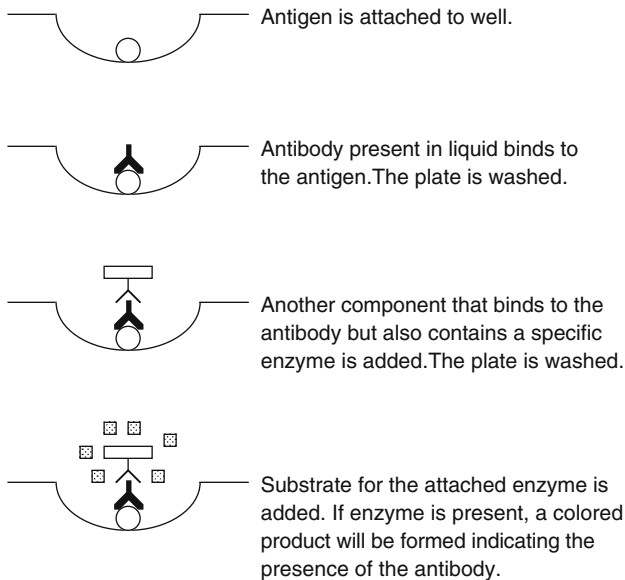 Antigen is attached to well.
Antibody present in liquid binds to
the antigen.The plate is washed.
Another component that binds to the
antibody but also contains a specific
enzyme is added.The plate is washed.
Substrate for the attached enzyme is
added. If enzyme is present, a colored
product will be formed indicating the
presence of the antibody.